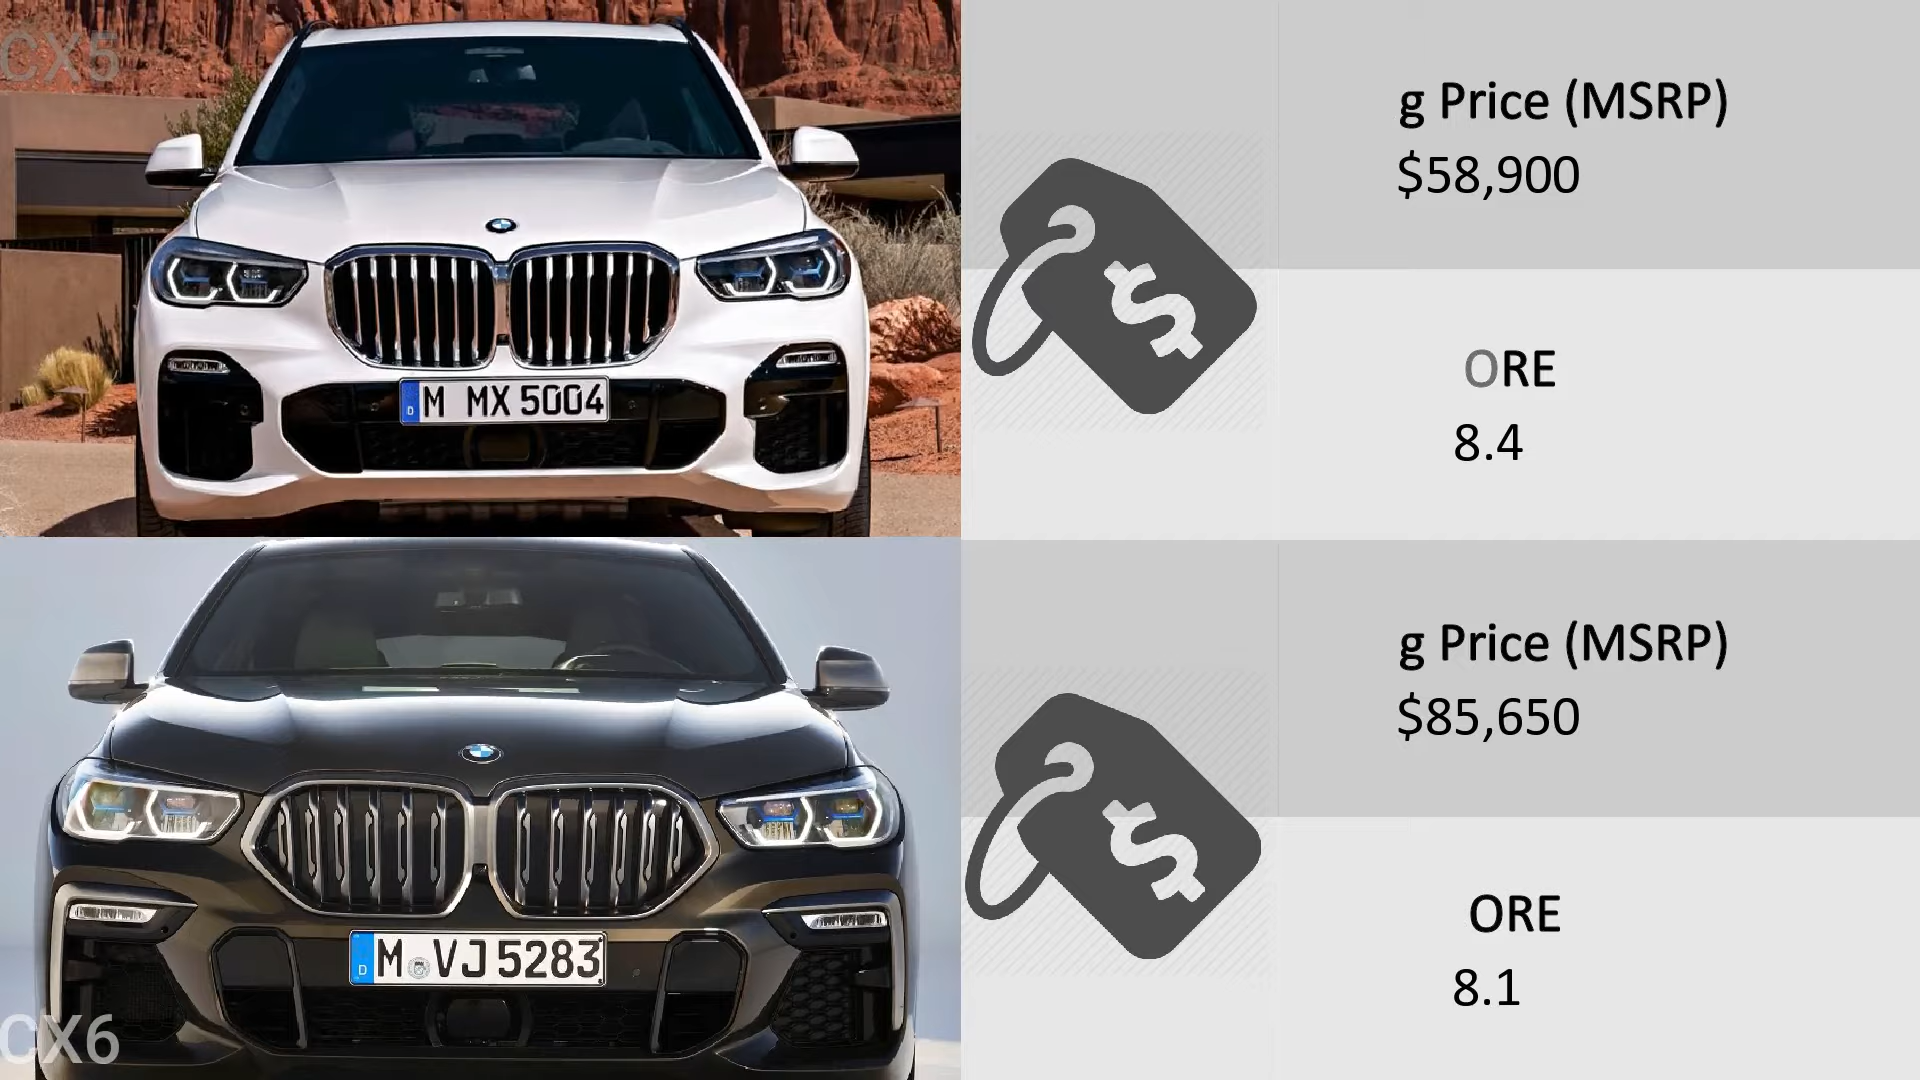 CX5
M MX 5004
D
g Price (MSRP)
$58,900
ORE
8.4
CX6
M VJ 5283
D
g Price (MSRP)
$85,650
ORE
8.1